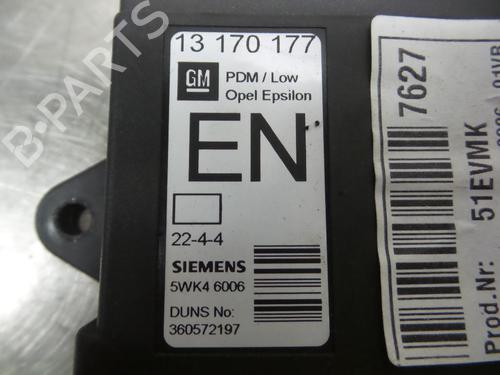 13 170 177
GM
PDM / Low
Opel Epsilon
EN
22-4-4
SIEMENS
5WK4 6006
DUNS No:
360572197
7627
51EVMK
Prod.Nr: